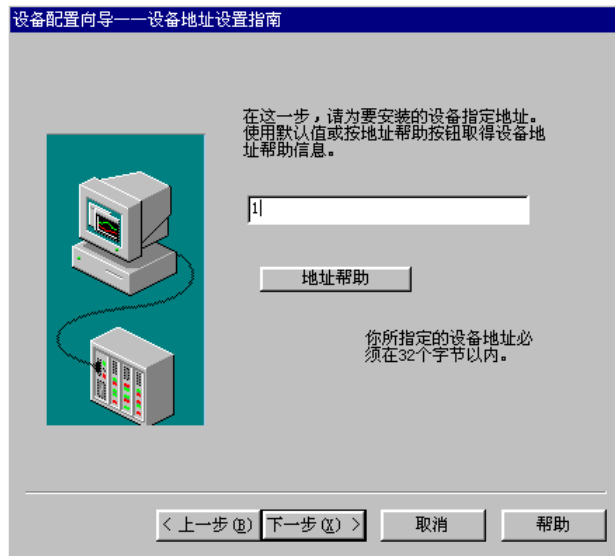 设备配置向导——设备地址设置指南
在这一步，请为要安装的设备指定地址。
使用默认值或按地址帮助按钮取得设备地
址帮助信息。
1
地址帮助
你所指定的设备地址必
须在32个字节以内。
< 上一步(B) 下一步(X) > 取消 帮助